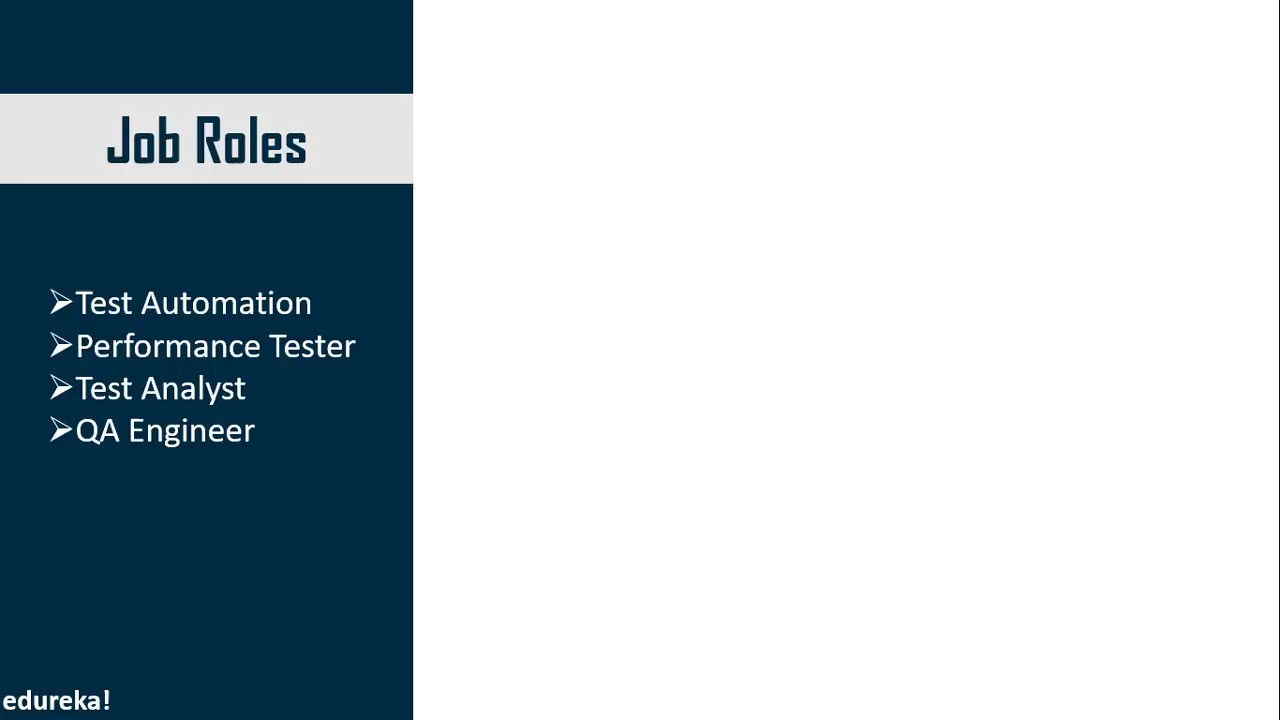 Job Roles
➢Test Automation
➢Performance Tester
➢Test Analyst
➢QA Engineer
edureka!